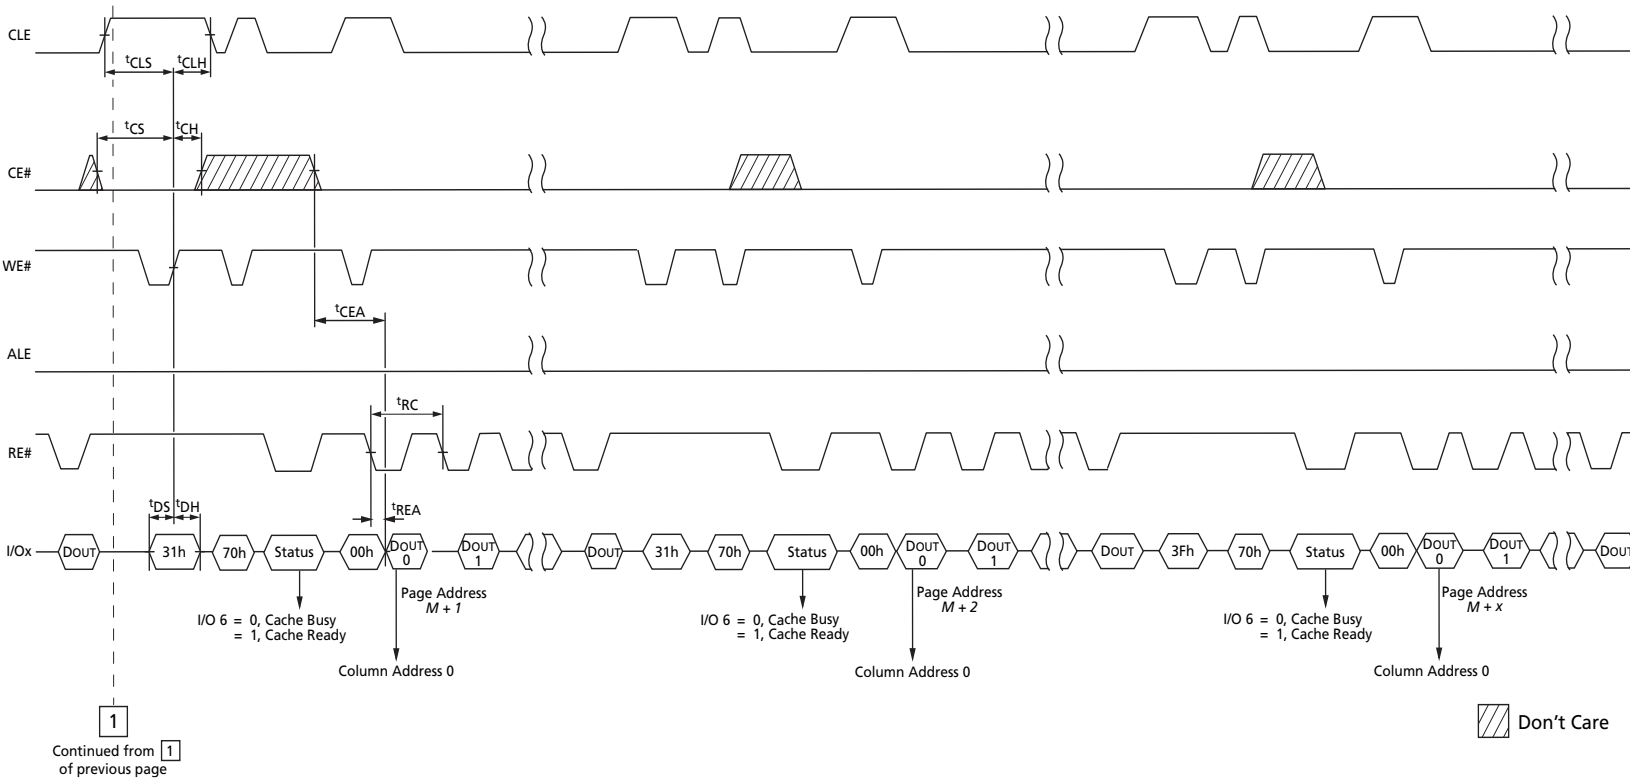 CLE
tCLS
tCLH
tCS
tCH
CE#
WE#
tCEA
ALE
tRC
RE#
tDS
tDH
tREA
I/Ox
DOUT
31h
70h
Status
00h
DOUT
0
DOUT
1
DOUT
31h
70h
Status
00h
DOUT
0
DOUT
1
DOUT
3Fh
70h
Status
00h
DOUT
0
DOUT
1
DOUT
Page Address
M + 1
Page Address
M + 2
Page Address
M + x
I/O 6 = 0, Cache Busy
= 1, Cache Ready
I/O 6 = 0, Cache Busy
= 1, Cache Ready
I/O 6 = 0, Cache Busy
= 1, Cache Ready
Column Address 0
Column Address 0
Column Address 0
1
Continued from 1
of previous page
Don't Care